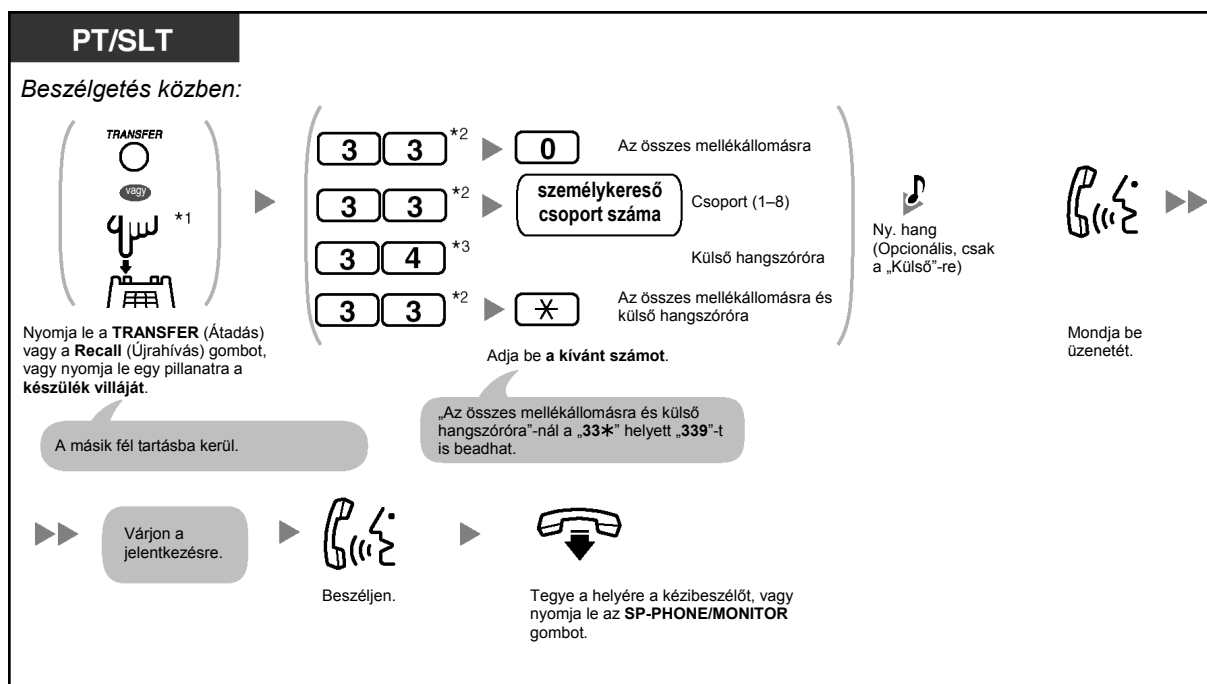 PT/SLT
Beszélgetés közben:
TRANSFER
vagy
*1
Nyomja le a TRANSFER (Átadás)
vagy a Recall (Újrahívás) gombot,
vagy nyomja le egy pillanatra a
készülék villáját.
A másik fél tartásba kerül.
3 3 *2 0 Az összes mellékállomásra
3 3 *2 személykereső
csoport száma Csoport (1–8)
3 4 *3 Külső hangszóróra
3 3 *2 ✳ Az összes mellékállomásra és
külső hangszóróra
Adja be a kívánt számot.
„Az összes mellékállomásra és külső
hangszóróra”-nál a „33✳” helyett „339”-t
is beadhat.
Ny. hang
(Opcionális, csak
a „Külső”-re)
Mondja be
üzenetét.
Várjon a
jelentkezésre.
Beszéljen.
Tegye a helyére a kézibeszélőt, vagy
nyomja le az SP-PHONE/MONITOR
gombot.